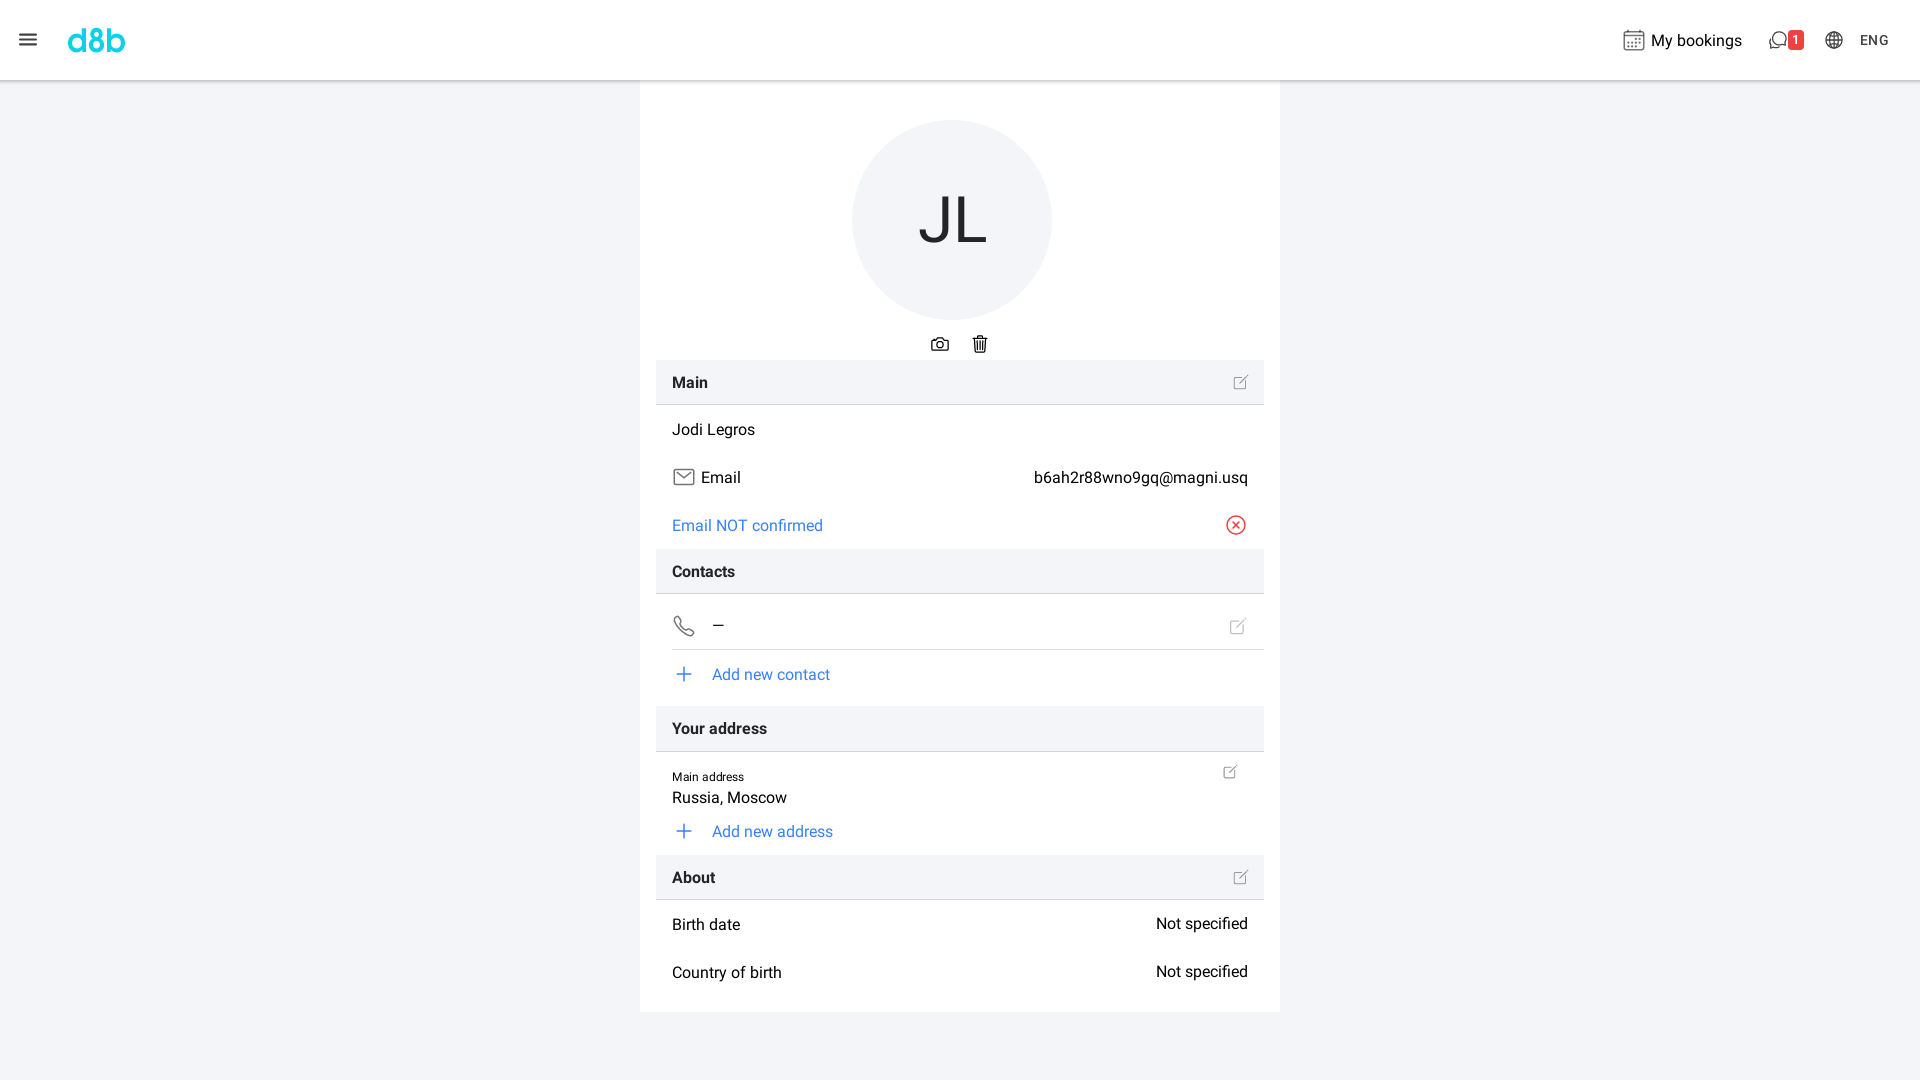 d8b
My bookings
1
ENG
JL
Main
Jodi Legros
Email
b6ah2r88wno9gq@magni.usq
Email NOT confirmed
Contacts
—
Add new contact
Your address
Main address
Russia, Moscow
Add new address
About
Birth date
Not specified
Country of birth
Not specified